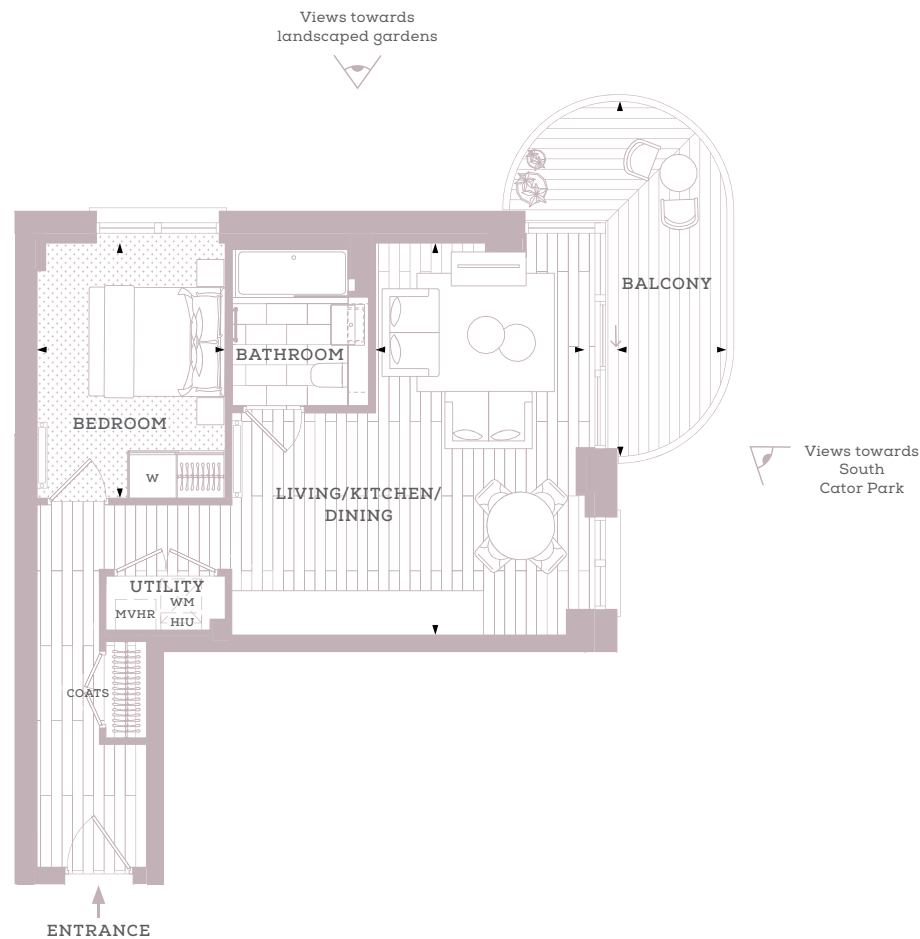 Views towards
landscaped gardens
BALCONY
BATHROOM
BEDROOM
Views towards
South
Cator Park
W
LIVING/KITCHEN/
DINING
UTILITY
WM
MVHR
HIU
COATS
ENTRANCE